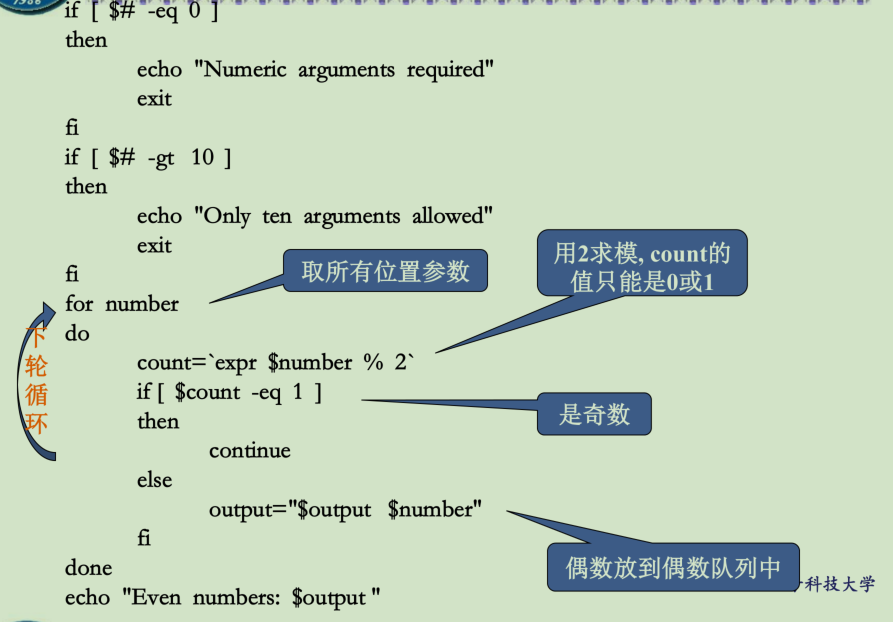 1986
if [ $# -eq 0 ]
then
echo "Numeric arguments required"
exit
fi
if [ $# -gt 10 ]
then
echo "Only ten arguments allowed"
exit
fi
取所有位置参数
用2求模, count的
值只能是0或1
for number
do
下轮循环
count=`expr $number % 2`
if [ $count -eq 1 ]
是奇数
then
continue
else
output="$output $number"
fi
偶数放到偶数队列中
done
科技大学
echo "Even numbers: $output "